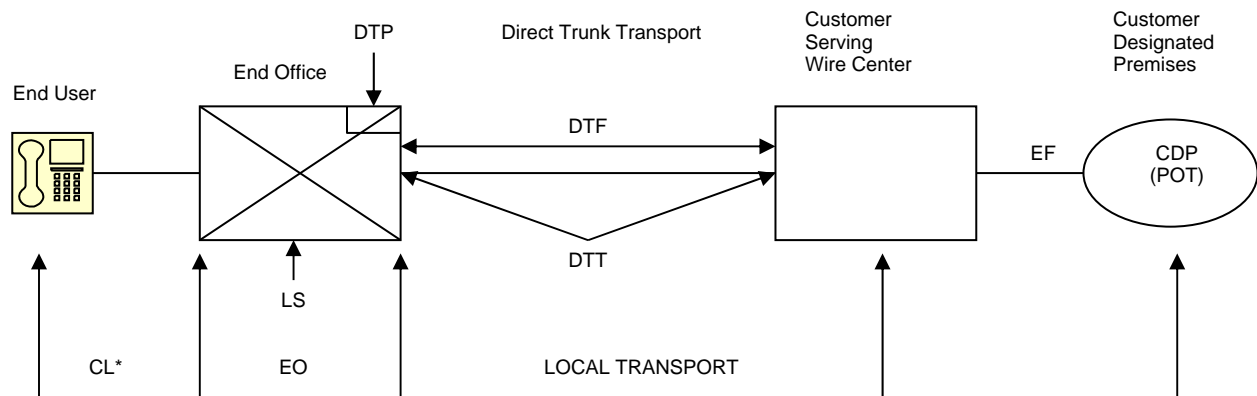 DTP
Direct Trunk Transport
Customer
Serving
Wire Center
Customer
Designated
Premises
End Office
End User
DTF
EF
CDP
(POT)
DTT
LS
CL*
EO
LOCAL TRANSPORT